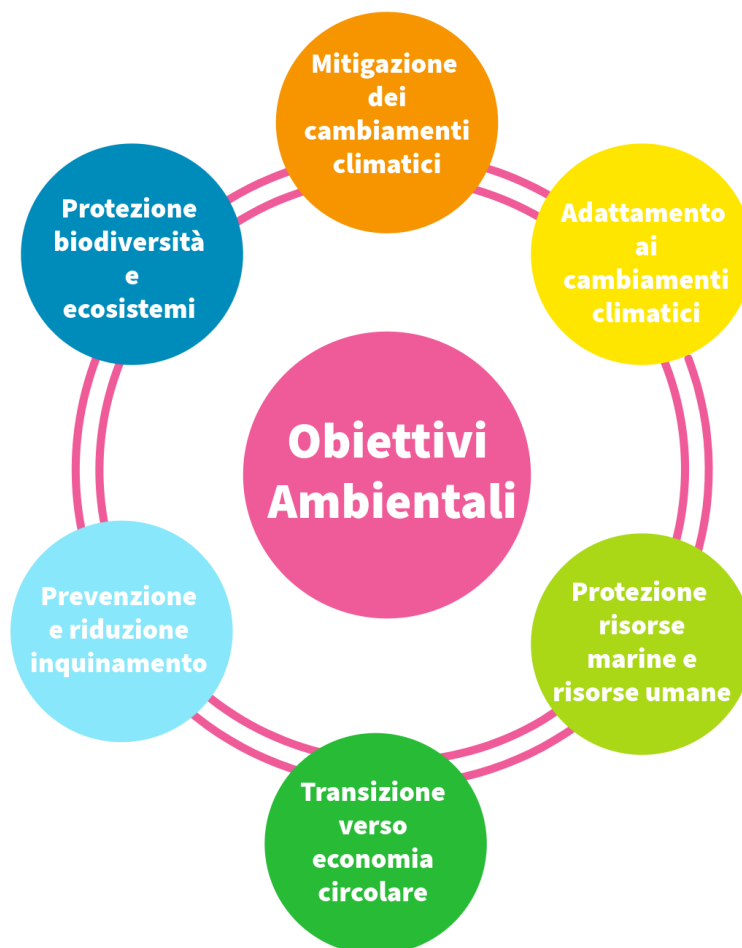 Mitigazione
dei
cambiamenti
climatici
Adattamento
ai
cambiamenti
climatici
Protezione
risorse
marine e
risorse umane
Transizione
verso
economia
circolare
Prevenzione
e riduzione
inquinamento
Protezione
biodiversità
e
ecosistemi
Obiettivi
Ambientali